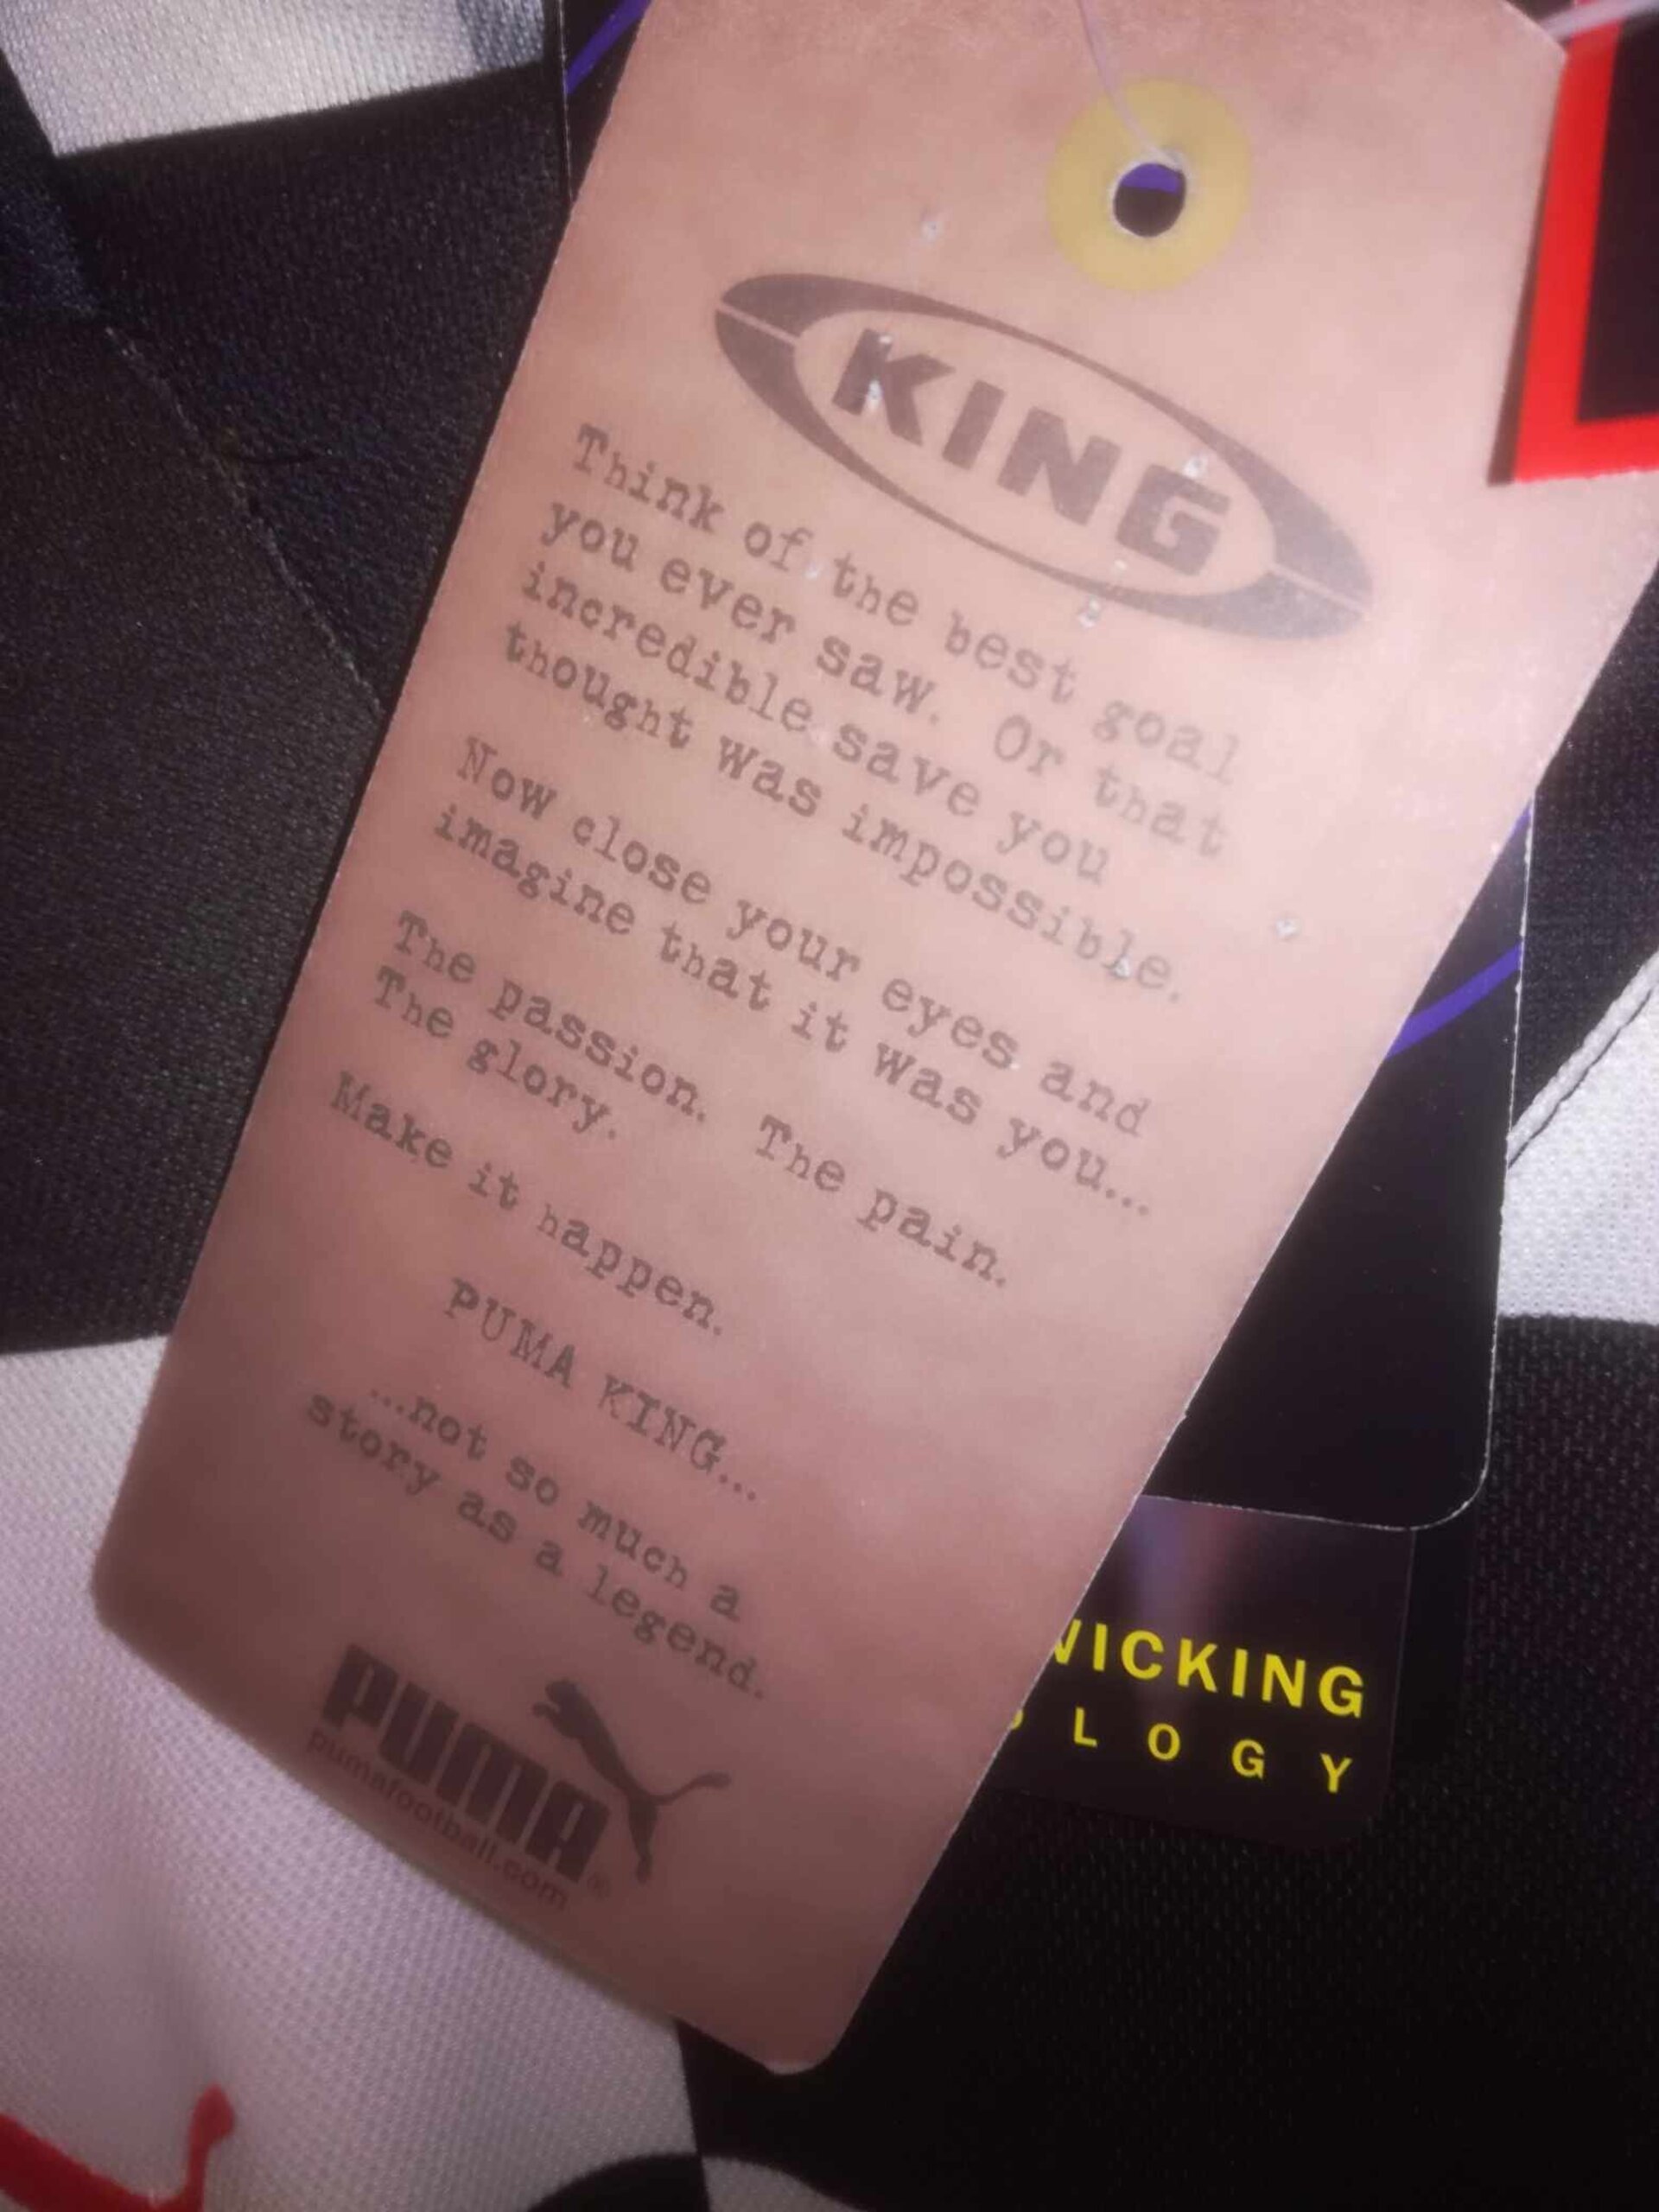 KING
Think of the best goal
you ever saw. Or that
incredible save you
thought was impossible.
Now close your eyes and
imagine that it was you...
The passion. The pain.
The glory.
Make it happen.
PUMA KING...
...not so much a
story as a legend.
PUMA®
pumafootball.com
WICKING
OLOGY